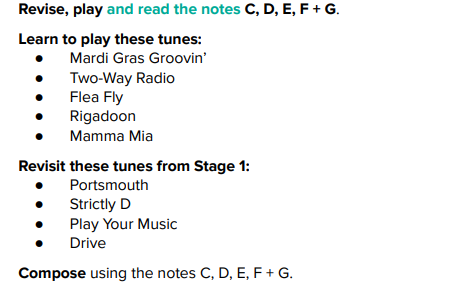 Revise, play and read the notes C, D, E, F + G.
Learn to play these tunes:
● Mardi Gras Groovin’
● Two-Way Radio
● Flea Fly
● Rigadoon
● Mamma Mia
Revisit these tunes from Stage 1:
● Portsmouth
● Strictly D
● Play Your Music
● Drive
Compose using the notes C, D, E, F + G.